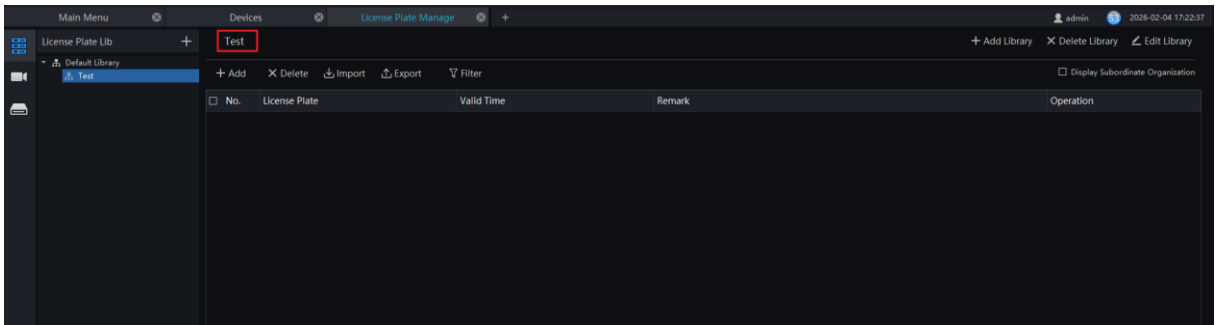 Main Menu Devices License Plate Manage + admin 53 2026-02-04 17:22:37
License Plate Lib + Test + Add Library Delete Library Edit Library
Default Library
Test
+ Add Delete Import Export Filter Display Subordinate Organization
No. License Plate Valid Time Remark Operation